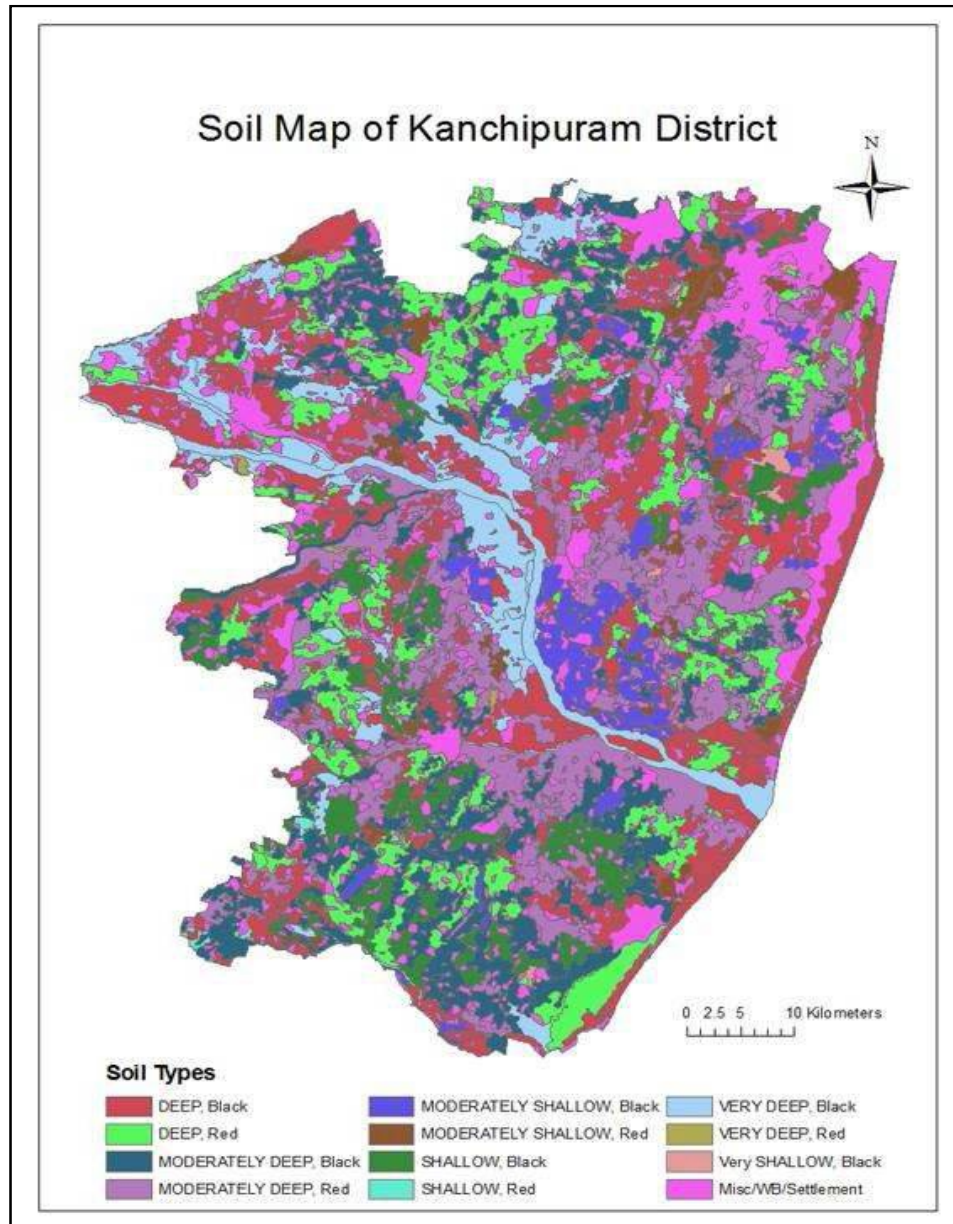 Soil Map of Kanchipuram District
N
0 2.5 5 10 Kilometers
Soil Types
DEEP, Black
DEEP, Red
MODERATELY DEEP, Black
MODERATELY DEEP, Red
MODERATELY SHALLOW, Black
MODERATELY SHALLOW, Red
SHALLOW, Black
SHALLOW, Red
VERY DEEP, Black
VERY DEEP, Red
Very SHALLOW, Black
Misc/WB/Settlement